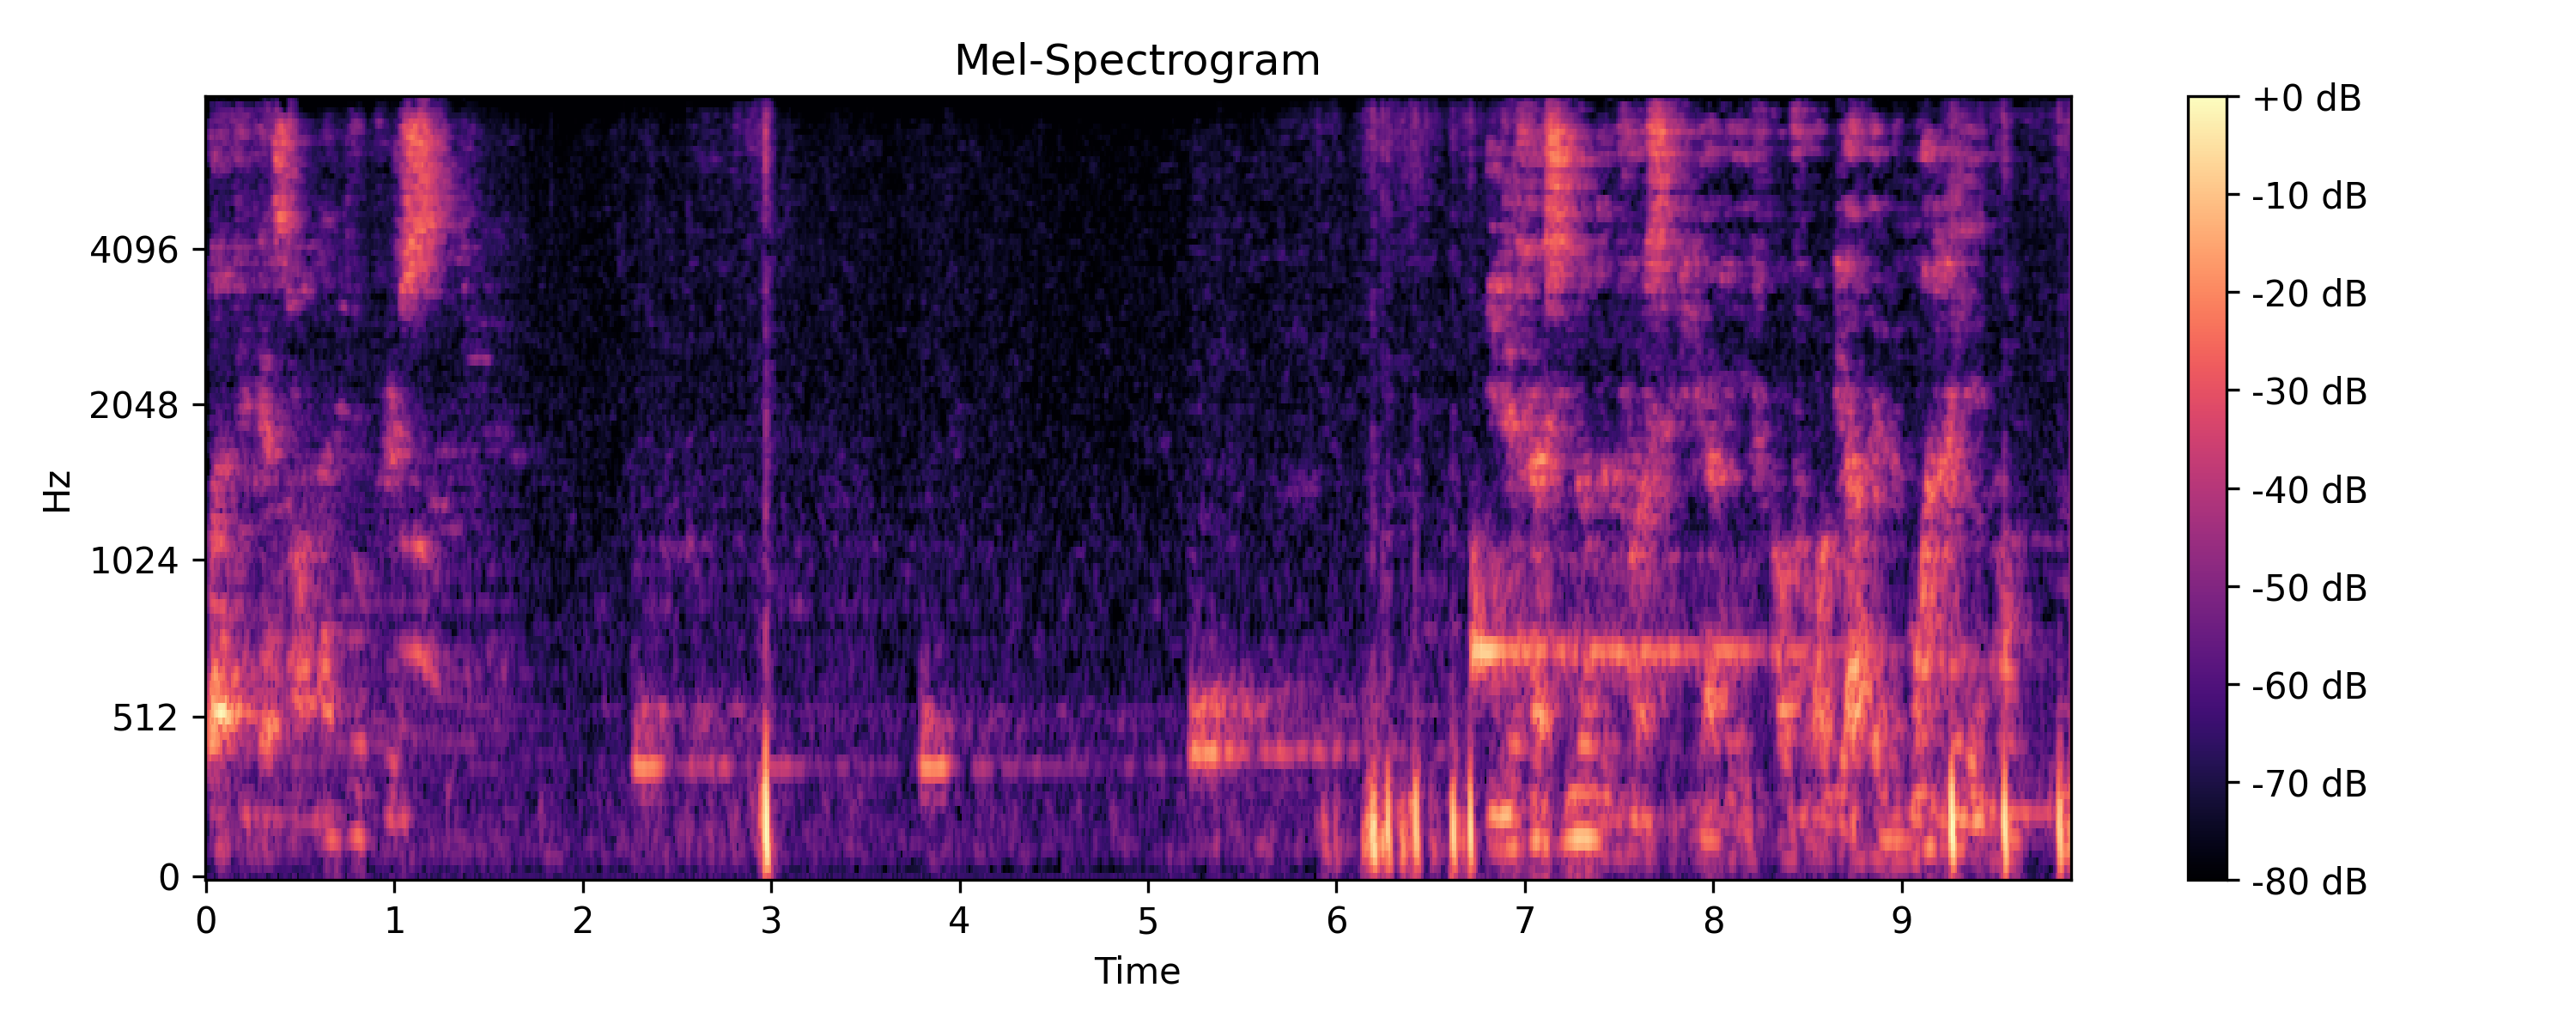 Mel-Spectrogram
+0 dB
-10 dB
-20 dB
-30 dB
-40 dB
-50 dB
-60 dB
-70 dB
-80 dB
4096
2048
1024
512
0
Hz
0 1 2 3 4 5 6 7 8 9
Time